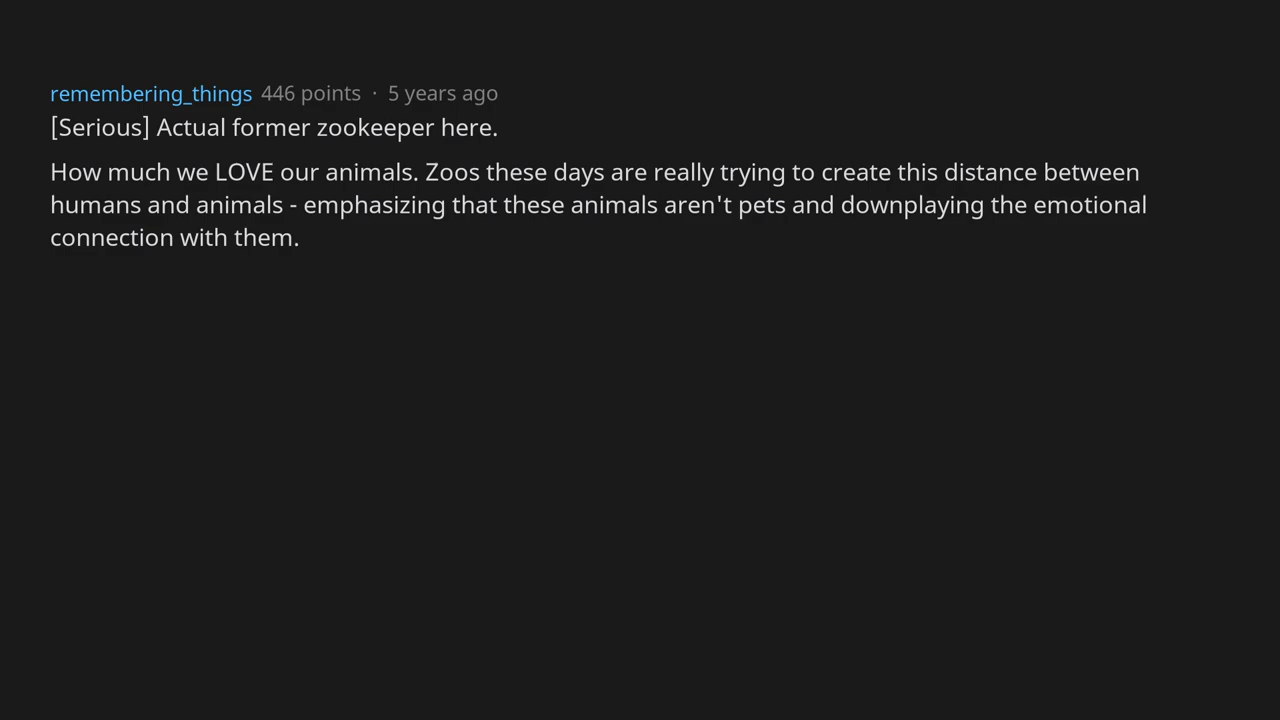 remembering_things 446 points · 5 years ago
[Serious] Actual former zookeeper here.
How much we LOVE our animals. Zoos these days are really trying to create this distance between
humans and animals - emphasizing that these animals aren't pets and downplaying the emotional
connection with them.